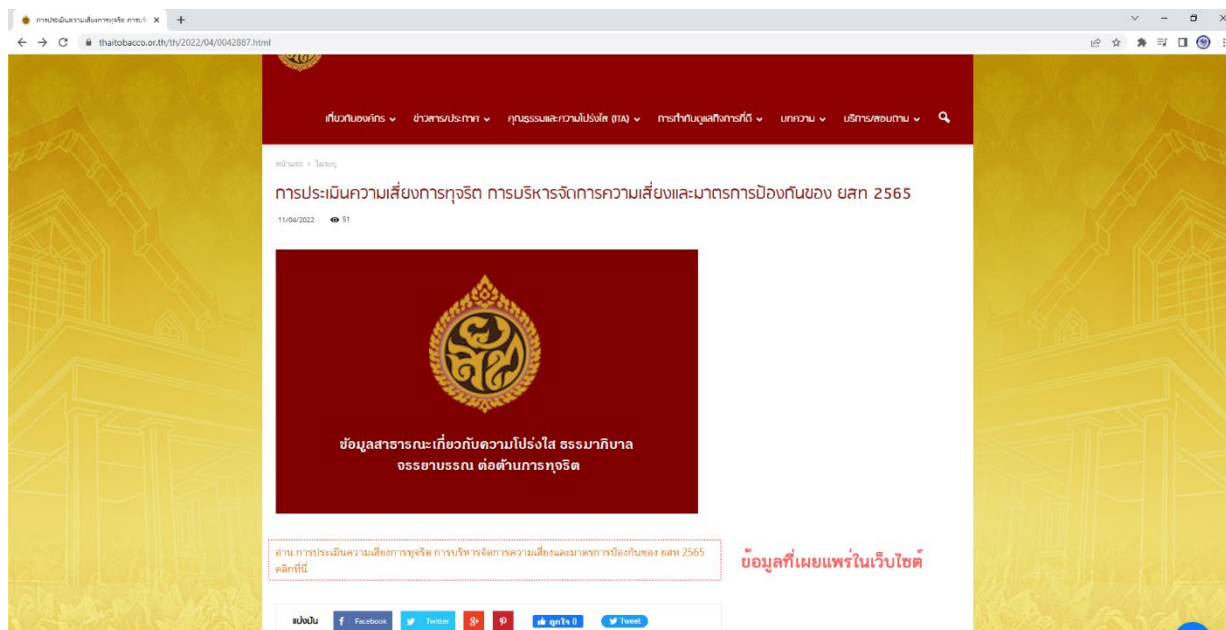 การประเมินความเสี่ยงการทุจริต การบริ
thaitobacco.or.th/th/2022/04/0042887.html
เกี่ยวกับองค์กร ข่าวสาร/ประกาศ คุณธรรมและความโปร่งใส (ITA) การกำกับดูแลกิจการที่ดี บทความ บริการ/สอบถาม
หน้าแรก › ไม่ระบุ
การประเมินความเสี่ยงการทุจริต การบริหารจัดการความเสี่ยงและมาตรการป้องกันของ ยสท 2565
11/04/2022 51
ยสท
ข้อมูลสาธารณะเกี่ยวกับความโปร่งใส ธรรมาภิบาล
จรรยาบรรณ ต่อต้านการทุจริต
อ่าน การประเมินความเสี่ยงการทุจริต การบริหารจัดการความเสี่ยงและมาตรการป้องกันของ ยสท 2565
คลิกที่นี่
ข้อมูลที่เผยแพร่ในเว็บไซต์
แบ่งปัน Facebook Twitter ถูกใจ 0 Tweet